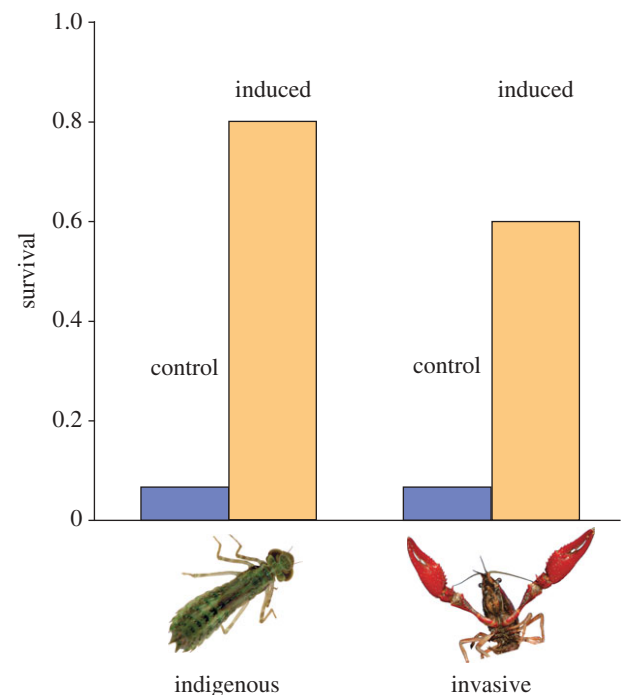 1.0
induced
induced
0.8
0.6
survival
0.4
control
control
0.2
0
indigenous
invasive